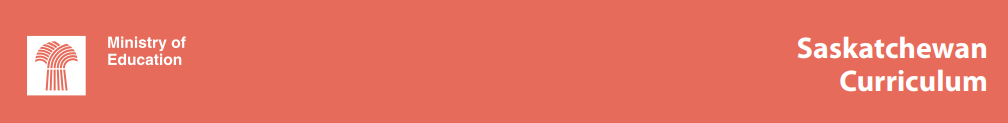 Ministry of
Education
Saskatchewan
Curriculum